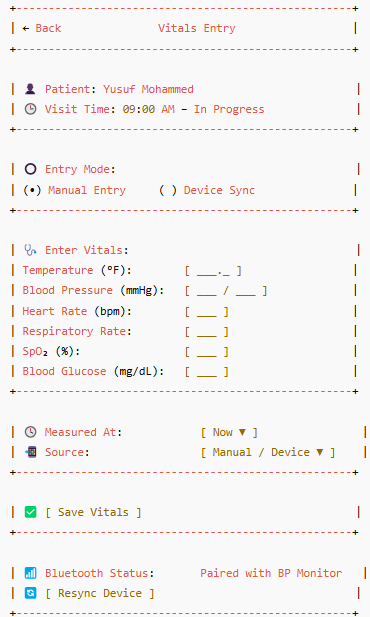 ← Back Vitals Entry
Patient: Yusuf Mohammed
Visit Time: 09:00 AM – In Progress
Entry Mode:
(•) Manual Entry ( ) Device Sync
Enter Vitals:
Temperature (°F): [ ___._ ]
Blood Pressure (mmHg): [ ___ / ___ ]
Heart Rate (bpm): [ ___ ]
Respiratory Rate: [ ___ ]
SpO₂ (%): [ ___ ]
Blood Glucose (mg/dL): [ ___ ]
Measured At: [ Now ▼ ]
Source: [ Manual / Device ▼ ]
[ Save Vitals ]
Bluetooth Status: Paired with BP Monitor
[ Resync Device ]